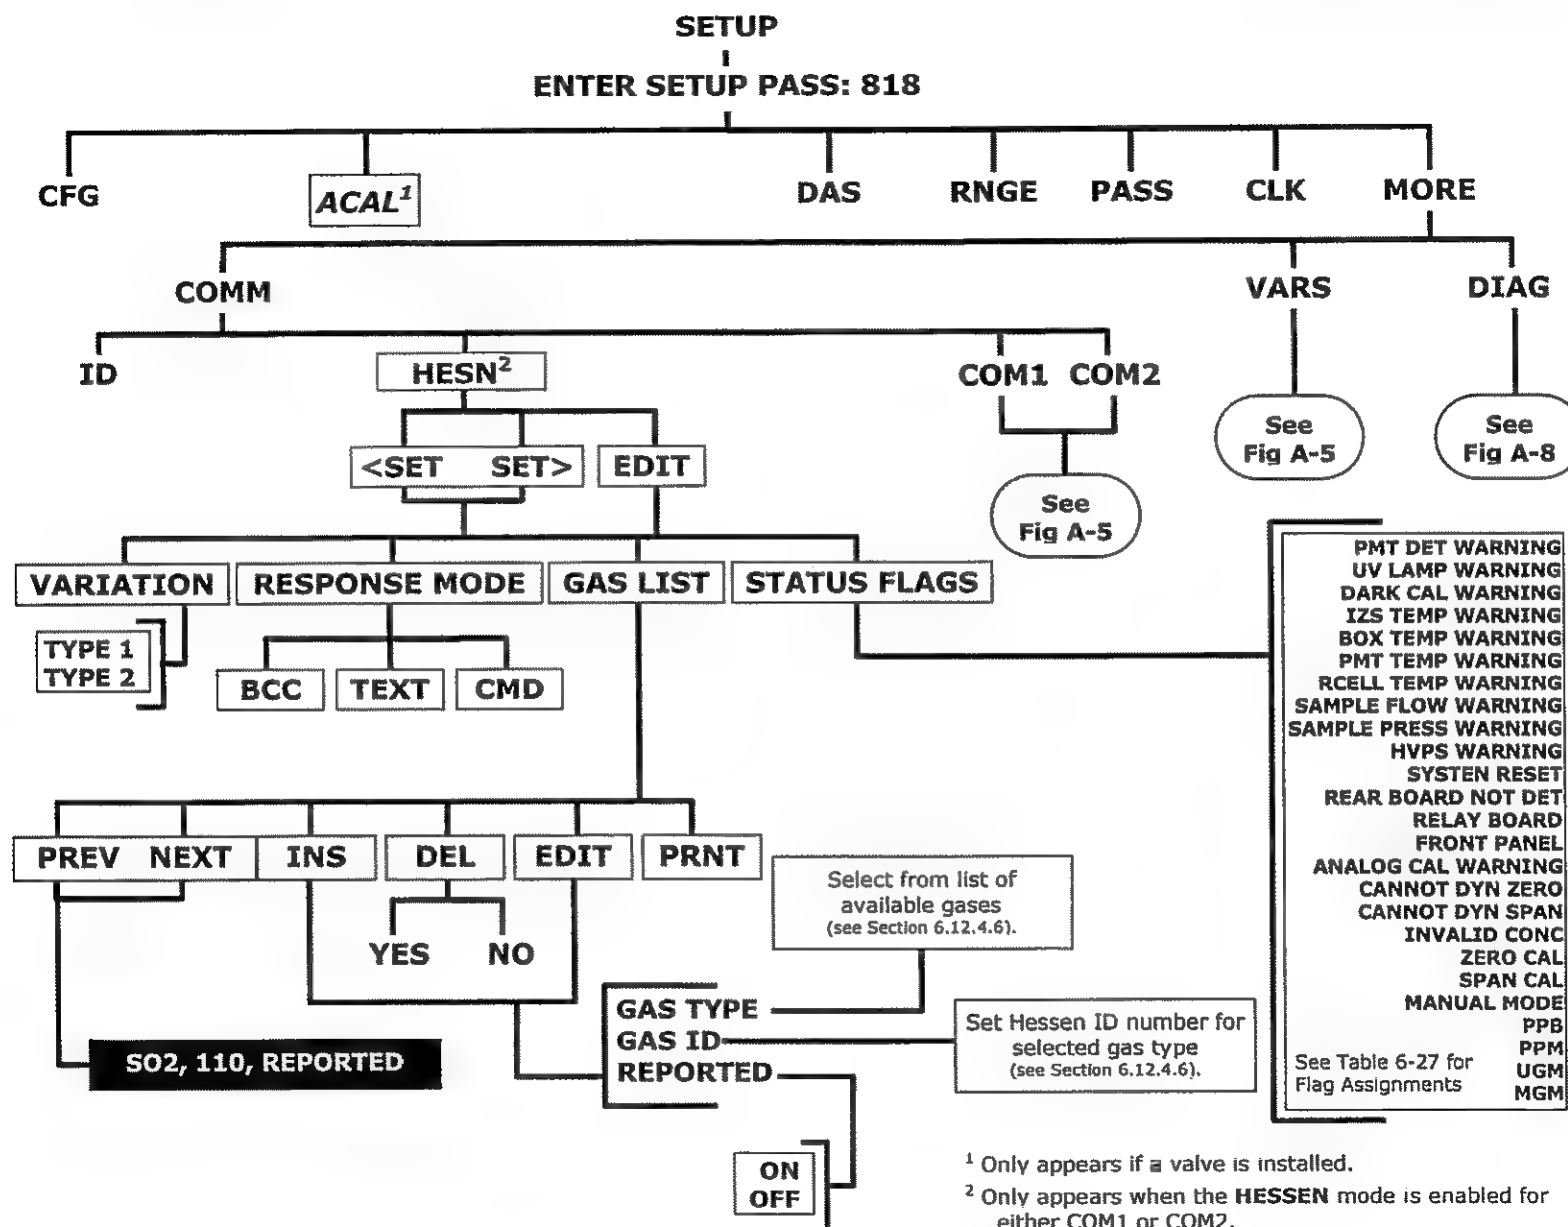 SETUP
ENTER SETUP PASS: 818
CFG
ACAL¹
DAS
RNGE
PASS
CLK
MORE
COMM
VARS
DIAG
ID
HESN²
COM1
COM2
See
Fig A-5
See
Fig A-8
<SET
SET>
EDIT
See
Fig A-5
VARIATION
RESPONSE MODE
GAS LIST
STATUS FLAGS
TYPE 1
TYPE 2
BCC
TEXT
CMD
PMT DET WARNING
UV LAMP WARNING
DARK CAL WARNING
IZS TEMP WARNING
BOX TEMP WARNING
PMT TEMP WARNING
RCELL TEMP WARNING
SAMPLE FLOW WARNING
SAMPLE PRESS WARNING
HVPS WARNING
SYSTEN RESET
REAR BOARD NOT DET
RELAY BOARD
FRONT PANEL
ANALOG CAL WARNING
CANNOT DYN ZERO
CANNOT DYN SPAN
INVALID CONC
ZERO CAL
SPAN CAL
MANUAL MODE
PPB
PPM
UGM
MGM
See Table 6-27 for
Flag Assignments
PREV
NEXT
INS
DEL
EDIT
PRNT
YES
NO
Select from list of
available gases
(see Section 6.12.4.6).
GAS TYPE
GAS ID
REPORTED
Set Hessen ID number for
selected gas type
(see Section 6.12.4.6).
SO2, 110, REPORTED
ON
OFF
¹ Only appears if a valve is installed.
² Only appears when the HESSEN mode is enabled for
either COM1 or COM2.